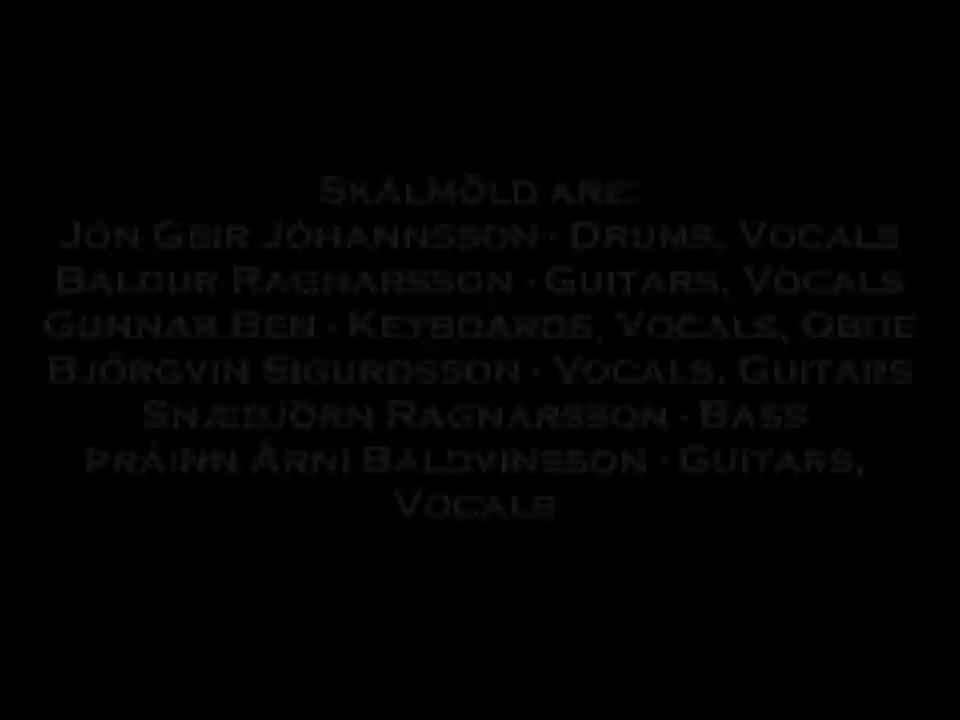 Skálmöld are:
Jón Geir Jóhannsson · Drums, Vocals
Baldur Ragnarsson · Guitars, Vocals
Gunnar Ben · Keyboards, Vocals, Oboe
Björgvin Sigurdsson · Vocals, Guitars
Snæbjörn Ragnarsson · Bass
Þráinn Árni Baldvinsson · Guitars,
Vocals